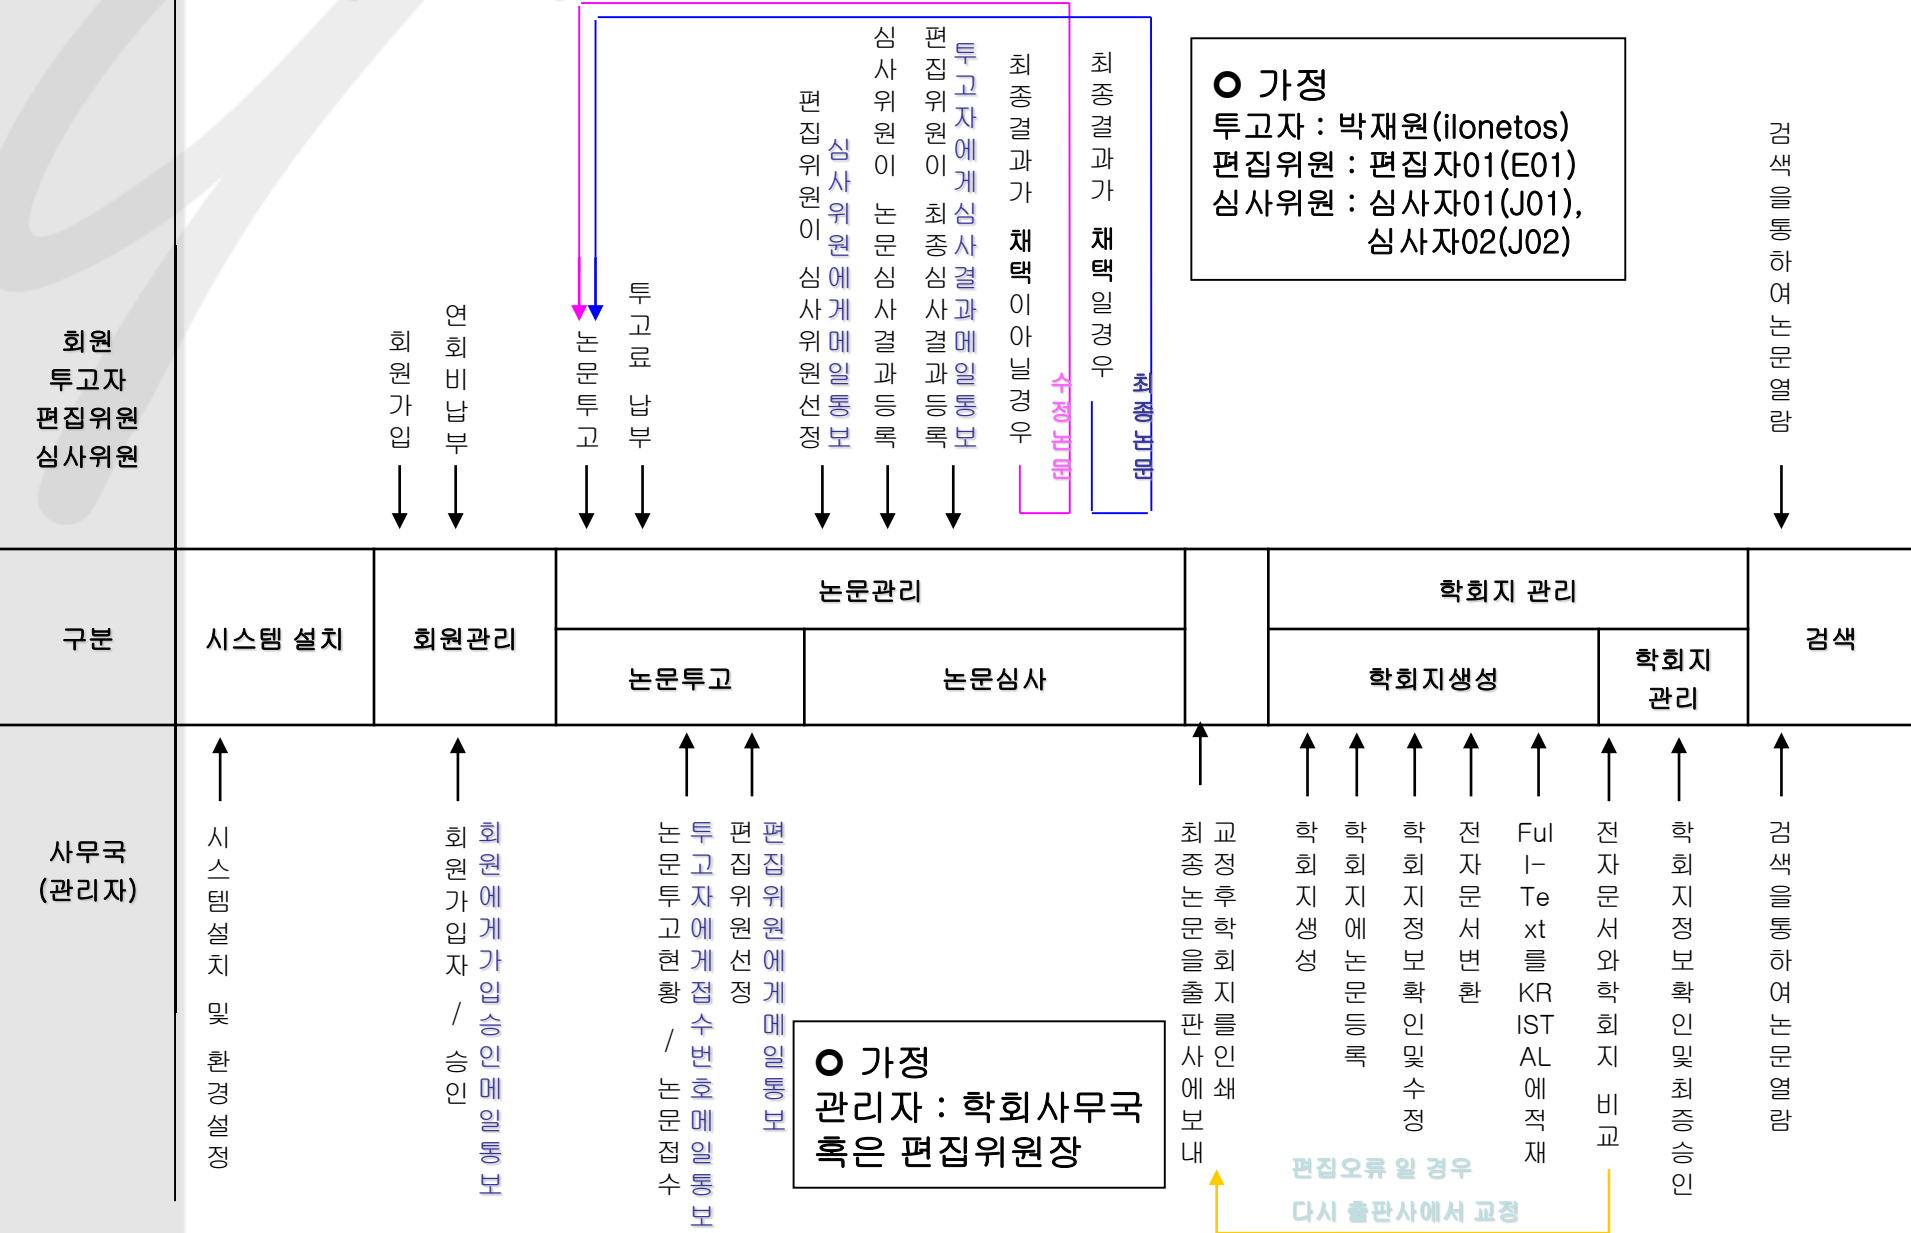 편집위원이 심사위원선정
심사위원에게메일통보
심사위원이 논문심사결과등록
편집위원이 최종심사결과등록
투고자에게심사결과메일통보
최종결과가 채택이아닐경우
수정논문
최종결과가 채택일경우
최종논문
가정
투고자 : 박재원(ilonetos)
편집위원 : 편집자01(E01)
심사위원 : 심사자01(J01),
심사자02(J02)
검색을통하여논문열람
회원
투고자
편집위원
심사위원
회원가입
연회비납부
논문투고
투고료 납부
구분
시스템 설치
회원관리
논문관리
논문투고
논문심사
학회지 관리
학회지생성
학회지
관리
검색
사무국
(관리자)
시스템설치 및 환경설정
회원가입자 / 승인
회원에게가입승인메일통보
논문투고현황 / 논문접수
투고자에게접수번호메일통보
편집위원선정
편집위원에게메일통보
가정
관리자 : 학회사무국
혹은 편집위원장
최종논문을출판사에보내
교정후학회지를인쇄
학회지생성
학회지에논문등록
학회지정보확인및수정
전자문서변환
Ful
l-
Te
xt
를
KR
IST
AL
에
적
재
전자문서와학회지 비교
학회지정보확인및최종승인
검색을통하여논문열람
편집오류 일 경우
다시 출판사에서 교정